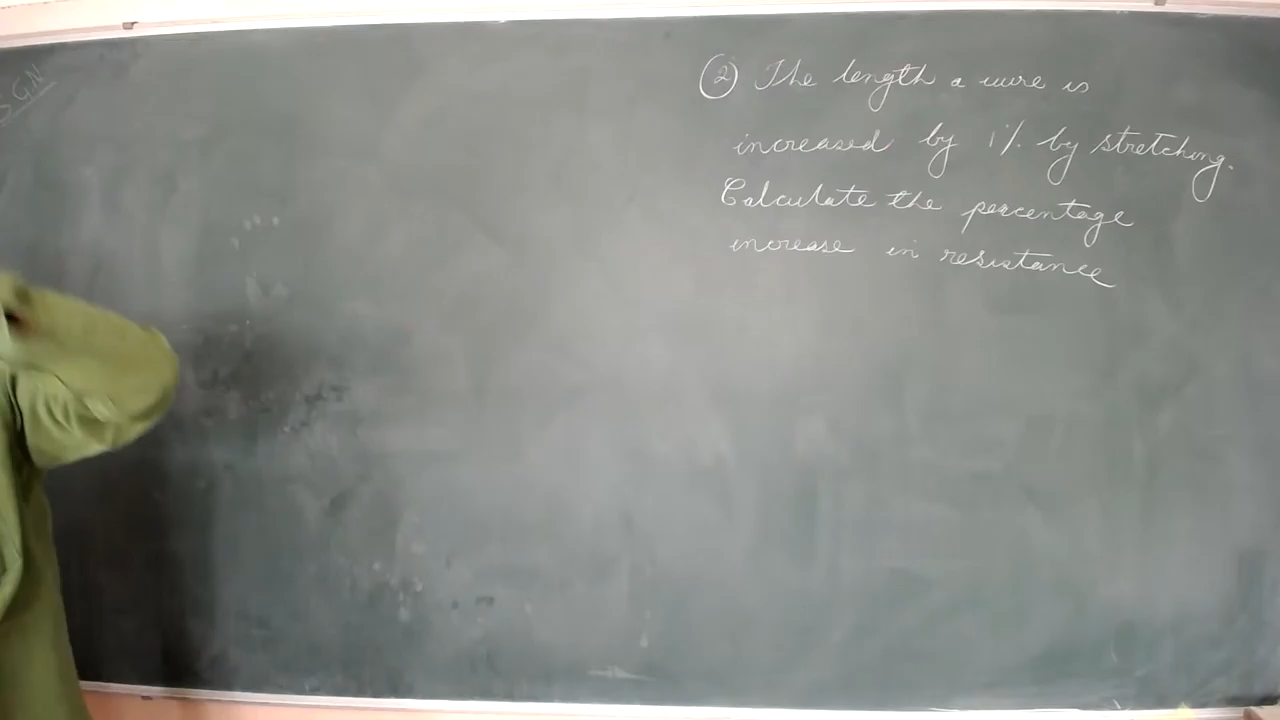 S.G.N
② The length a wire is
increased by 1% by stretching.
Calculate the percentage
increase in resistance